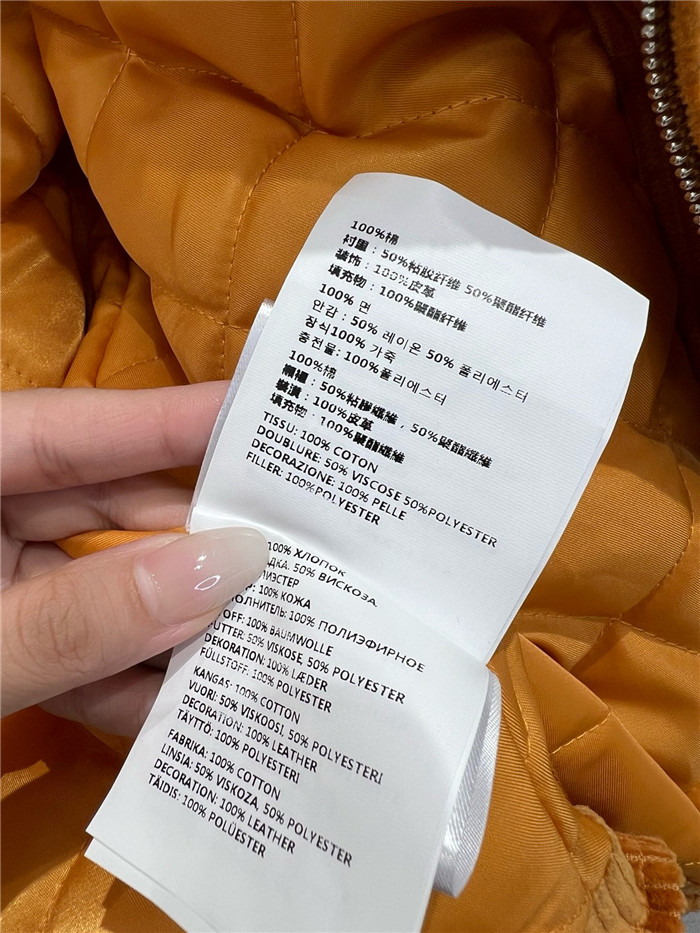 100%棉
衬里：50%粘胶纤维 50%聚酯纤维
装饰：100%皮革
填充物：100%聚酯纤维
100% 면
안감：50% 레이온 50% 폴리에스터
장식100% 가죽
충전물: 100%폴리에스터
100%棉
襯裡：50%粘膠纖維，50%聚酯纖維
裝潢：100%皮革
填充物：100%聚酯纖維
TISSU: 100% COTON
DOUBLURE: 50% VISCOSE 50%POLYESTER
DECORAZIONE: 100% PELLE
FILLER: 100%POLYESTER
100% ХЛОПОК
50% ВИСКОЗА,
100% КОЖА
100% ПОЛИЭФИРНОЕ
100% BAUMWOLLE
50% VISKOSE, 50% POLYESTER
DEKORATION: 100% LÆDER
FÜLLSTOFF: 100% POLYESTER
KANGAS: 100% COTTON
VUORI: 50% VISKOOSI, 50% POLYESTERI
DECORATION: 100% LEATHER
TÄYTTÖ: 100% POLYESTERI
FABRIKA: 100% COTTON
LINSIA: 50% VISKOZA, 50% POLYESTER
DECORATION: 100% LEATHER
TÄIDIS: 100% POLÜESTER